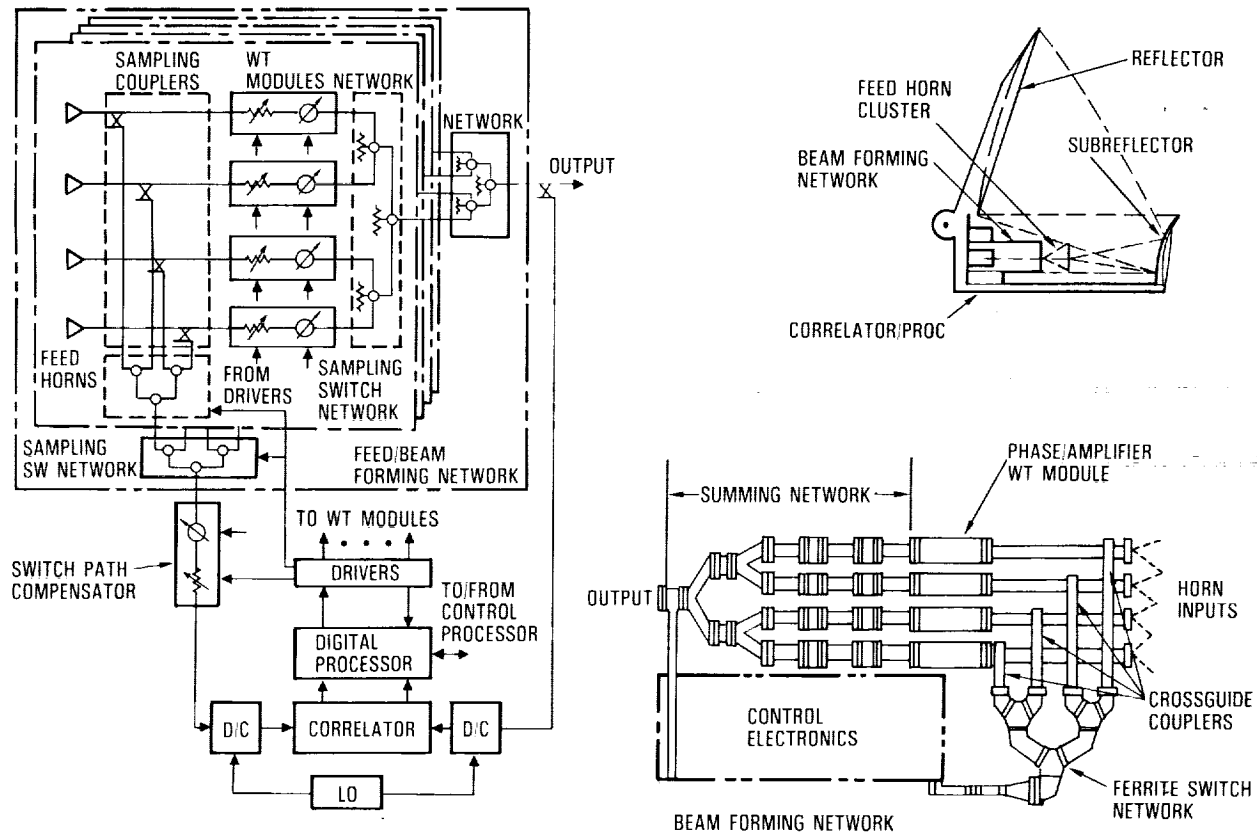 SAMPLING
COUPLERS
WT
MODULES
NETWORK
NETWORK
OUTPUT
FEED
HORNS
FROM
DRIVERS
SAMPLING
SWITCH
NETWORK
SAMPLING
SW NETWORK
FEED/BEAM
FORMING NETWORK
SWITCH PATH
COMPENSATOR
TO WT MODULES
DRIVERS
TO/FROM
CONTROL
PROCESSOR
DIGITAL
PROCESSOR
D/C
CORRELATOR
D/C
LO
REFLECTOR
FEED HORN
CLUSTER
SUBREFLECTOR
BEAM FORMING
NETWORK
CORRELATOR/PROC
PHASE/AMPLIFIER
WT MODULE
SUMMING NETWORK
OUTPUT
HORN
INPUTS
CROSSGUIDE
COUPLERS
CONTROL
ELECTRONICS
FERRITE SWITCH
NETWORK
BEAM FORMING NETWORK